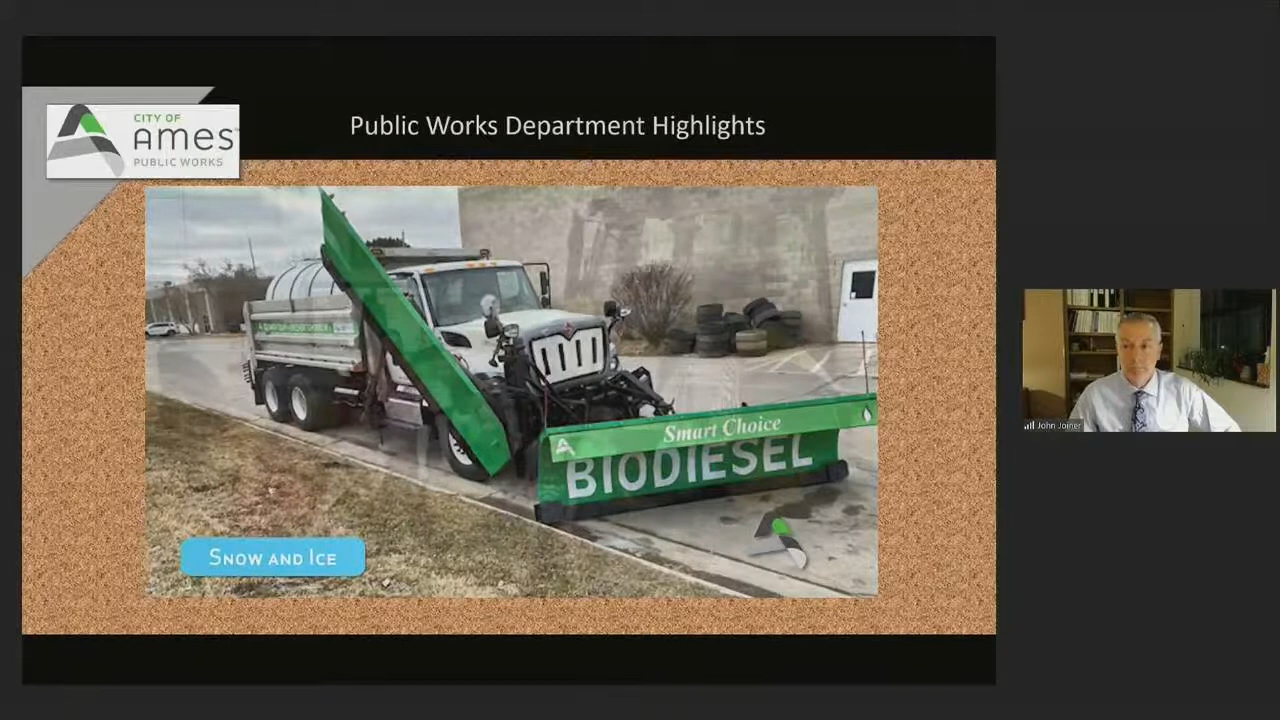 CITY OF
AMES
PUBLIC WORKS
Public Works Department Highlights
Smart Choice
BIODIESEL
SNOW AND ICE
John Joiner